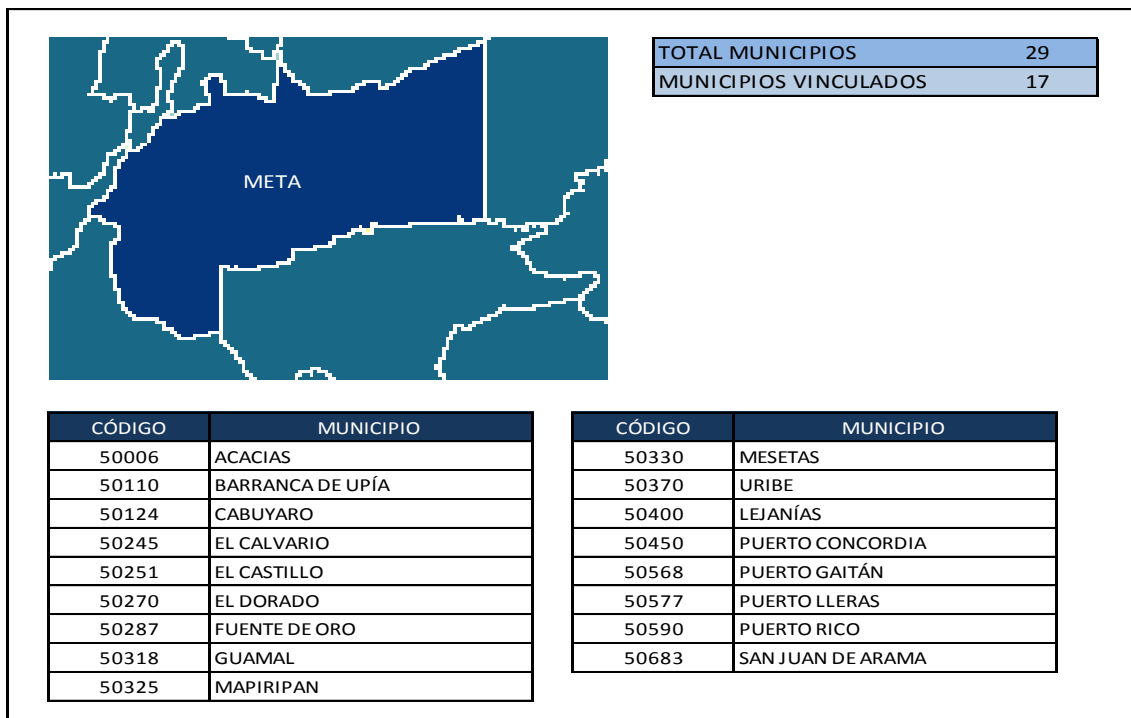 TOTAL MUNICIPIOS 29
MUNICIPIOS VINCULADOS 17
META
CÓDIGO MUNICIPIO
50006 ACACIAS
50110 BARRANCA DE UPÍA
50124 CABUYARO
50245 EL CALVARIO
50251 EL CASTILLO
50270 EL DORADO
50287 FUENTE DE ORO
50318 GUAMAL
50325 MAPIRIPAN
CÓDIGO MUNICIPIO
50330 MESETAS
50370 URIBE
50400 LEJANÍAS
50450 PUERTO CONCORDIA
50568 PUERTO GAITÁN
50577 PUERTO LLERAS
50590 PUERTO RICO
50683 SAN JUAN DE ARAMA